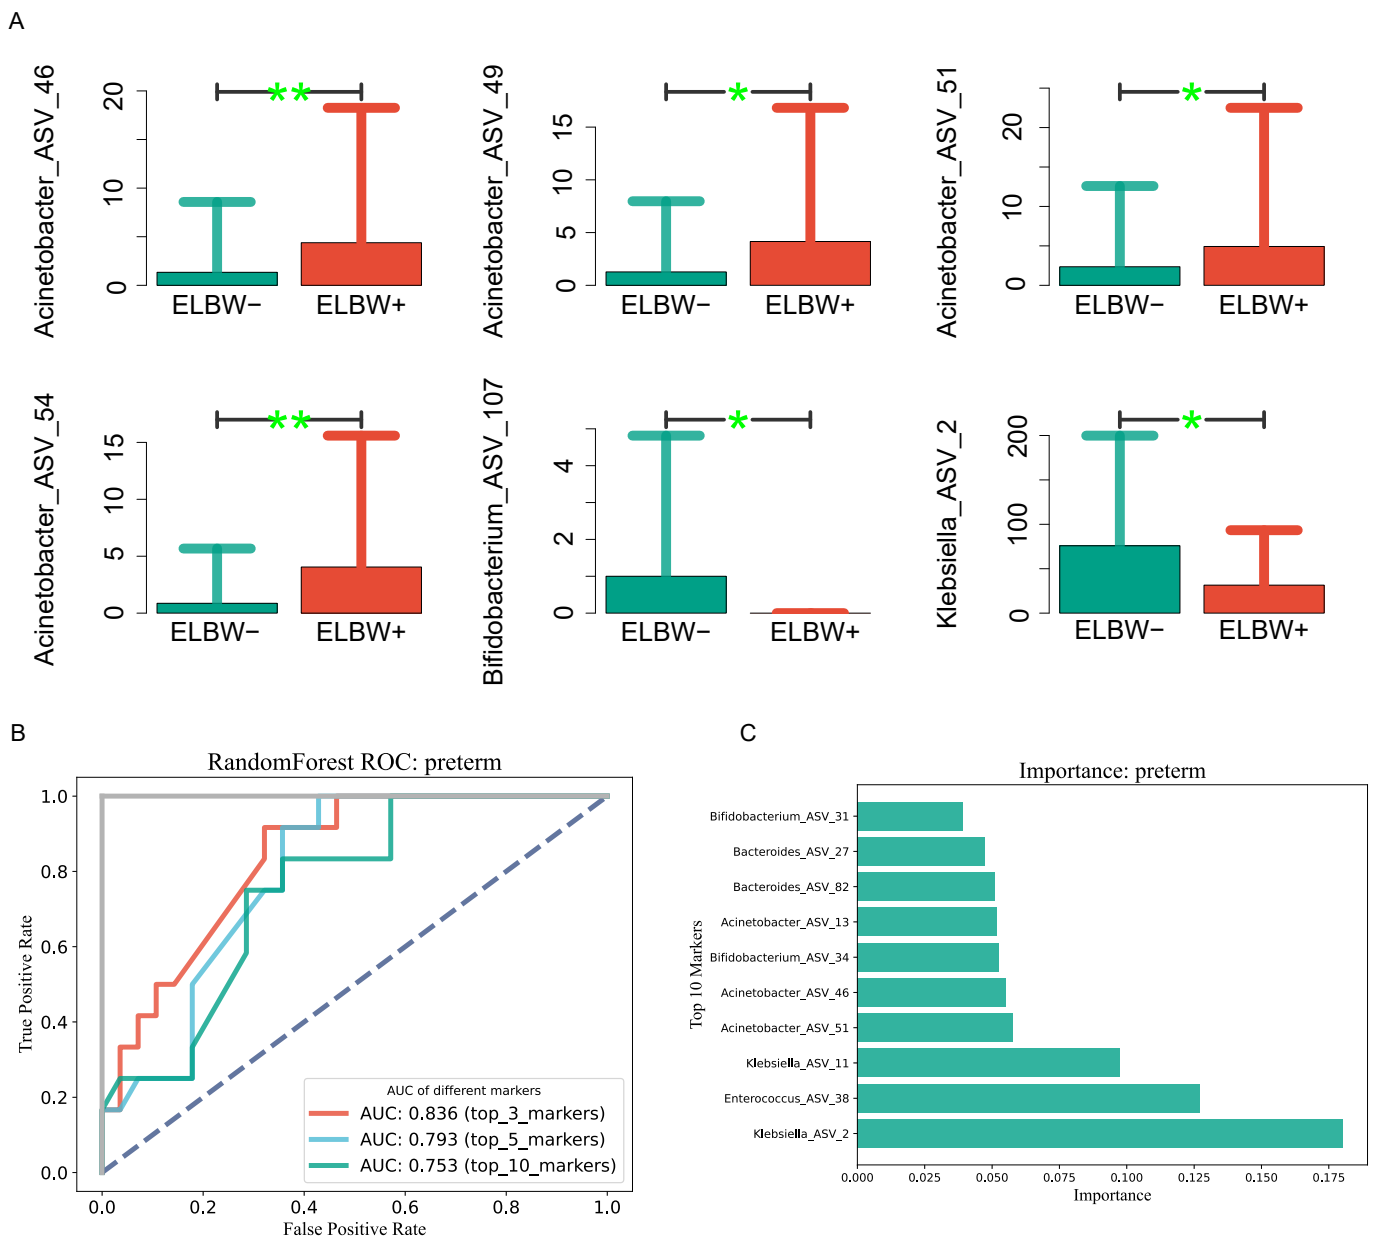 A
Acinetobacter_ASV_46
0
10
20
**
ELBW−
ELBW+
Acinetobacter_ASV_49
0
5
10
15
*
ELBW−
ELBW+
Acinetobacter_ASV_51
0
10
20
*
ELBW−
ELBW+
Acinetobacter_ASV_54
0
5
10
15
**
ELBW−
ELBW+
Bifidobacterium_ASV_107
0
2
4
*
ELBW−
ELBW+
Klebsiella_ASV_2
0
100
200
*
ELBW−
ELBW+
B
RandomForest ROC: preterm
True Positive Rate
1.0
0.8
0.6
0.4
0.2
0.0
AUC of different markers
AUC: 0.836 (top_3_markers)
AUC: 0.793 (top_5_markers)
AUC: 0.753 (top_10_markers)
0.0 0.2 0.4 0.6 0.8 1.0
False Positive Rate
C
Importance: preterm
Top 10 Markers
Bifidobacterium_ASV_31
Bacteroides_ASV_27
Bacteroides_ASV_82
Acinetobacter_ASV_13
Bifidobacterium_ASV_34
Acinetobacter_ASV_46
Acinetobacter_ASV_51
Klebsiella_ASV_11
Enterococcus_ASV_38
Klebsiella_ASV_2
0.000 0.025 0.050 0.075 0.100 0.125 0.150 0.175
Importance